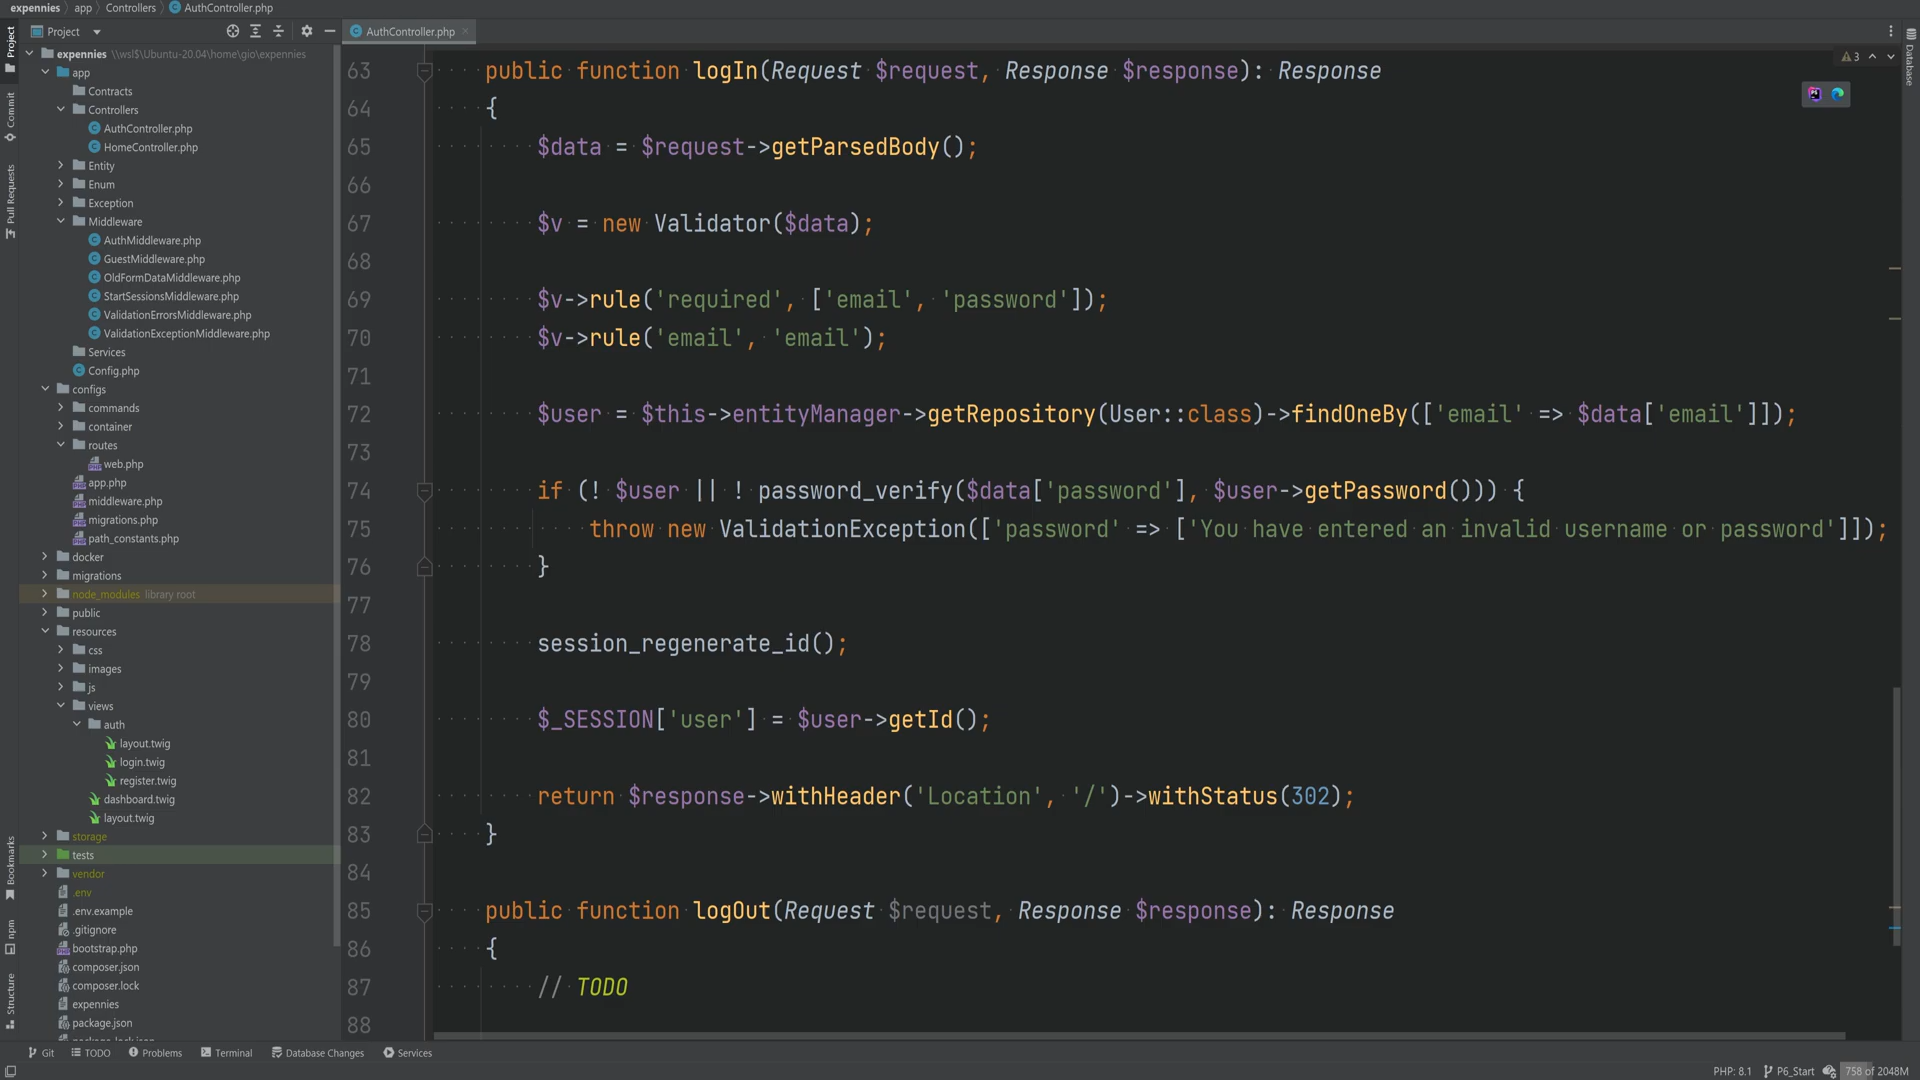 expennies app Controllers AuthController.php
Project
AuthController.php
expennies \\wsl$\Ubuntu-20.04\home\gio\expennies
app
Contracts
Controllers
AuthController.php
HomeController.php
Entity
Enum
Exception
Middleware
AuthMiddleware.php
GuestMiddleware.php
OldFormDataMiddleware.php
StartSessionsMiddleware.php
ValidationErrorsMiddleware.php
ValidationExceptionMiddleware.php
Services
Config.php
configs
commands
container
routes
web.php
app.php
middleware.php
migrations.php
path_constants.php
docker
migrations
node_modules library root
public
resources
css
images
js
views
auth
layout.twig
login.twig
register.twig
dashboard.twig
layout.twig
storage
tests
vendor
.env
.env.example
.gitignore
bootstrap.php
composer.json
composer.lock
expennies
package.json
Project
Commit
Pull Requests
Bookmarks
npm
Structure
63 public function logIn(Request $request, Response $response): Response
64 {
65 $data = $request->getParsedBody();
66
67 $v = new Validator($data);
68
69 $v->rule('required', ['email', 'password']);
70 $v->rule('email', 'email');
71
72 $user = $this->entityManager->getRepository(User::class)->findOneBy(['email' => $data['email']]);
73
74 if (! $user || ! password_verify($data['password'], $user->getPassword())) {
75 throw new ValidationException(['password' => ['You have entered an invalid username or password']]);
76 }
77
78 session_regenerate_id();
79
80 $_SESSION['user'] = $user->getId();
81
82 return $response->withHeader('Location', '/')->withStatus(302);
83 }
84
85 public function logOut(Request $request, Response $response): Response
86 {
87 // TODO
88
3
Database
Git TODO Problems Terminal Database Changes Services
PHP: 8.1 P6_Start 758 of 2048M